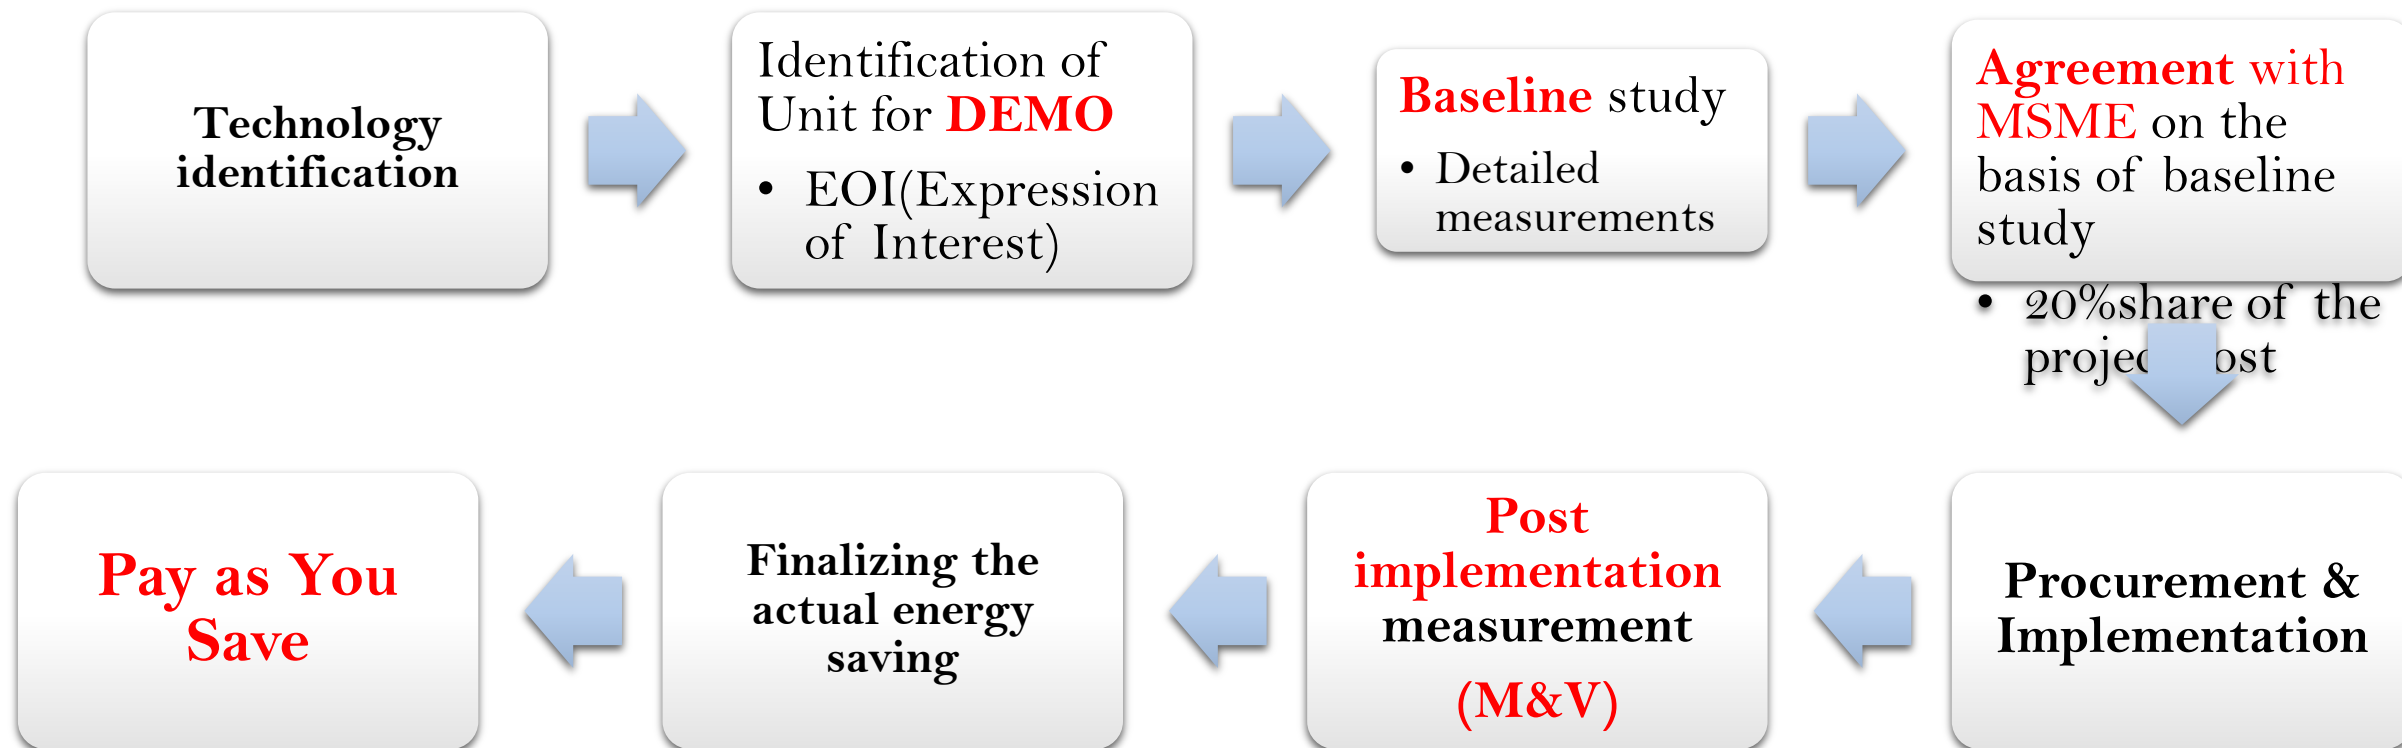 Technology
identification
Identification of
Unit for DEMO
• EOI(Expression
of Interest)
Baseline study
• Detailed
measurements
Agreement with
MSME on the
basis of baseline
study
• 20%share of the
project cost
Procurement &
Implementation
Post
implementation
measurement
(M&V)
Finalizing the
actual energy
saving
Pay as You
Save